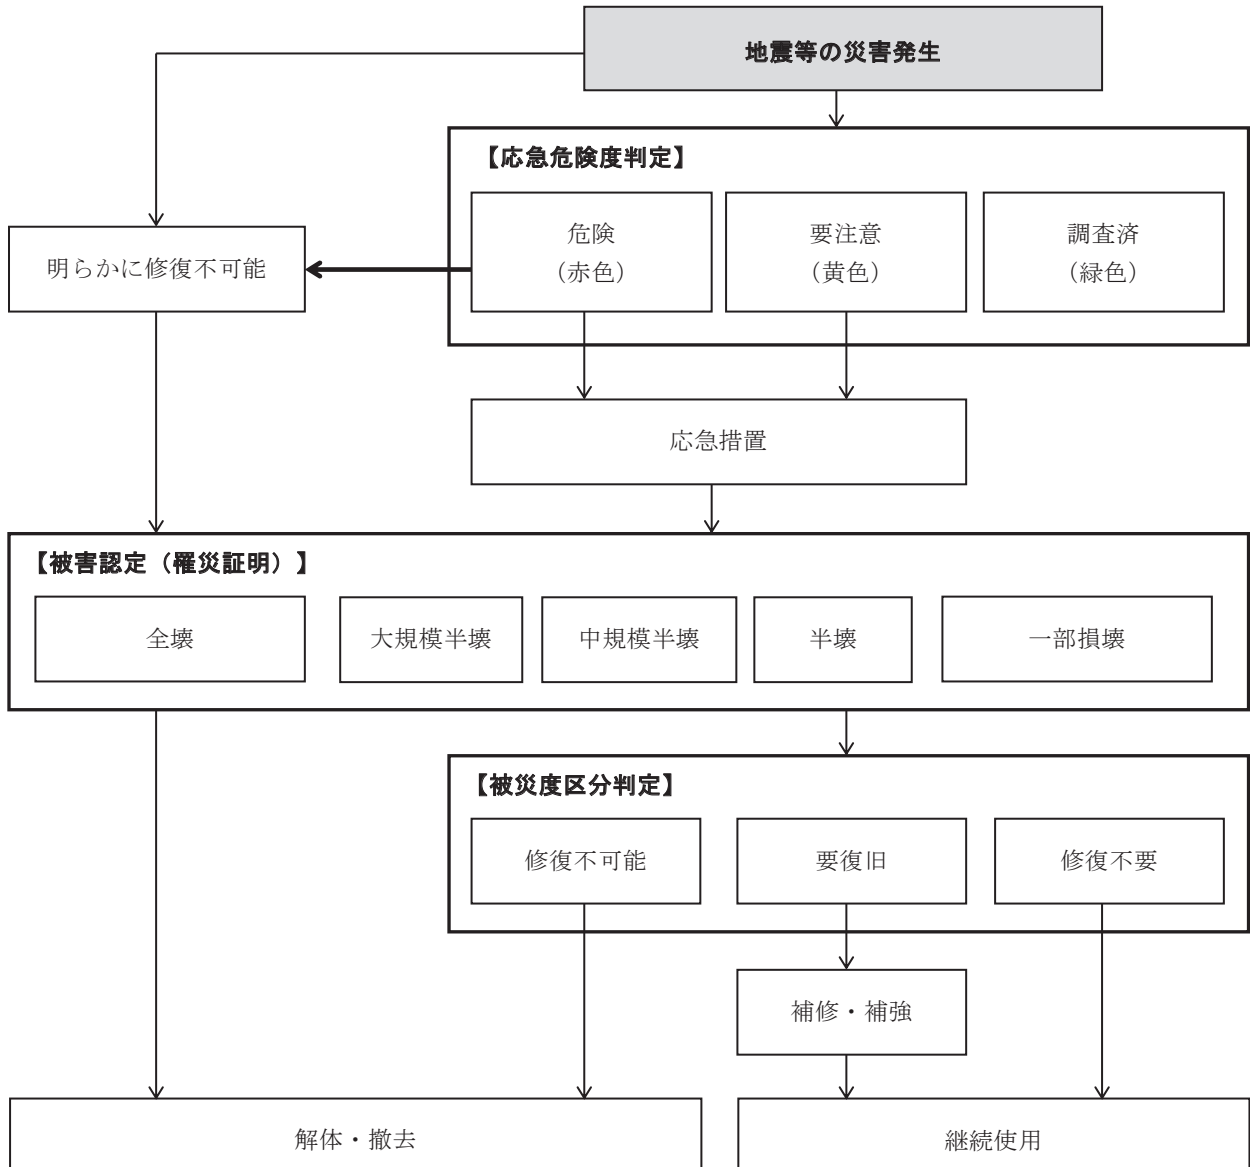 地震等の災害発生
【応急危険度判定】
危険
（赤色）
要注意
（黄色）
調査済
（緑色）
明らかに修復不可能
応急措置
【被害認定（罹災証明）】
全壊
大規模半壊
中規模半壊
半壊
一部損壊
【被災度区分判定】
修復不可能
要復旧
修復不要
補修・補強
解体・撤去
継続使用